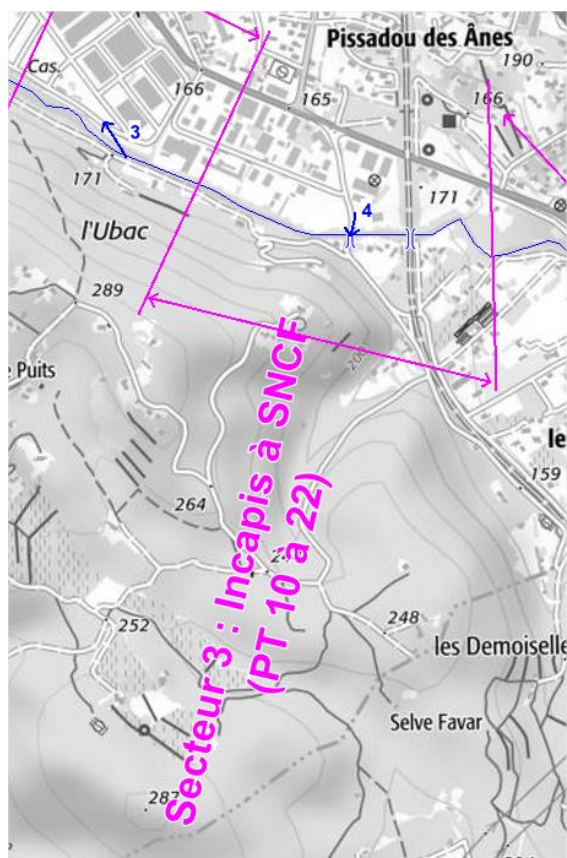 Pissadou des Ânes
190
Cas.
166
165
166
3
171
171
l'Ubac
4
289
Puits
le
159
264
Secteur 3 : Incapis à SNCF
(PT 10 à 22)
252
248
les Demoiselle
Selve Favar
287